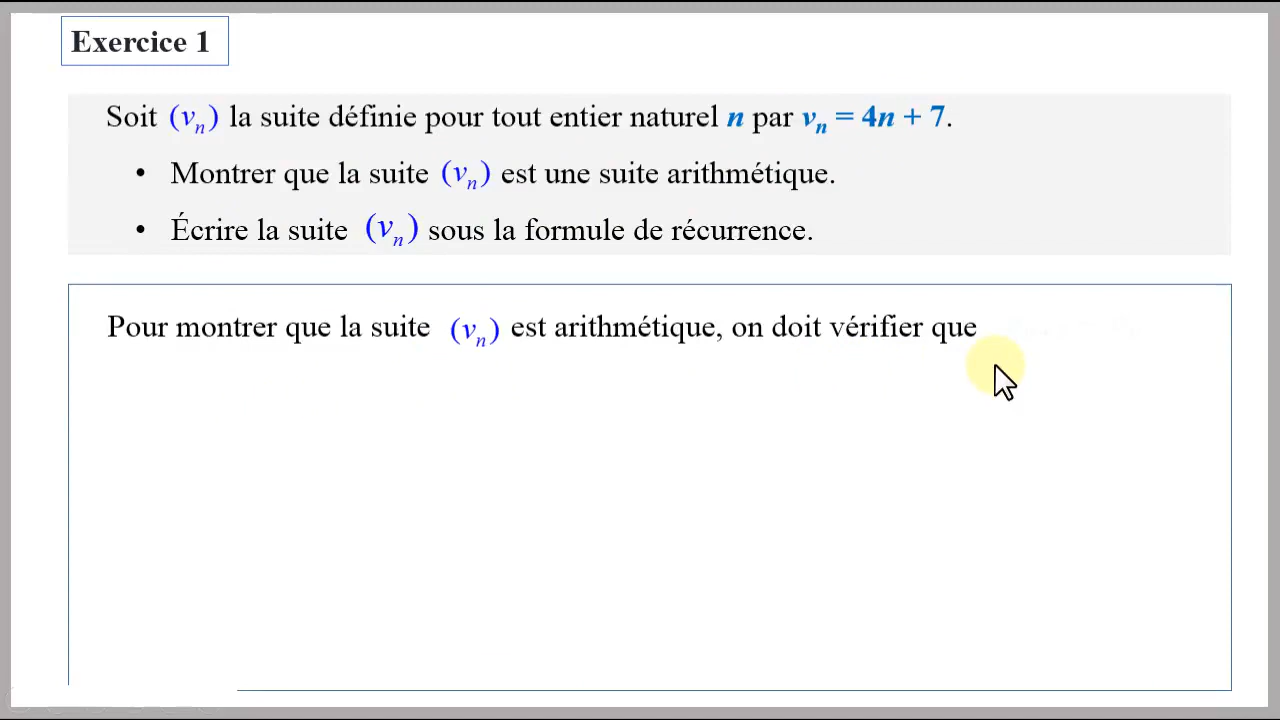 Exercice 1
Soit (vₙ) la suite définie pour tout entier naturel n par vₙ = 4n + 7.
• Montrer que la suite (vₙ) est une suite arithmétique.
• Écrire la suite (vₙ) sous la formule de récurrence.
Pour montrer que la suite (vₙ) est arithmétique, on doit vérifier que